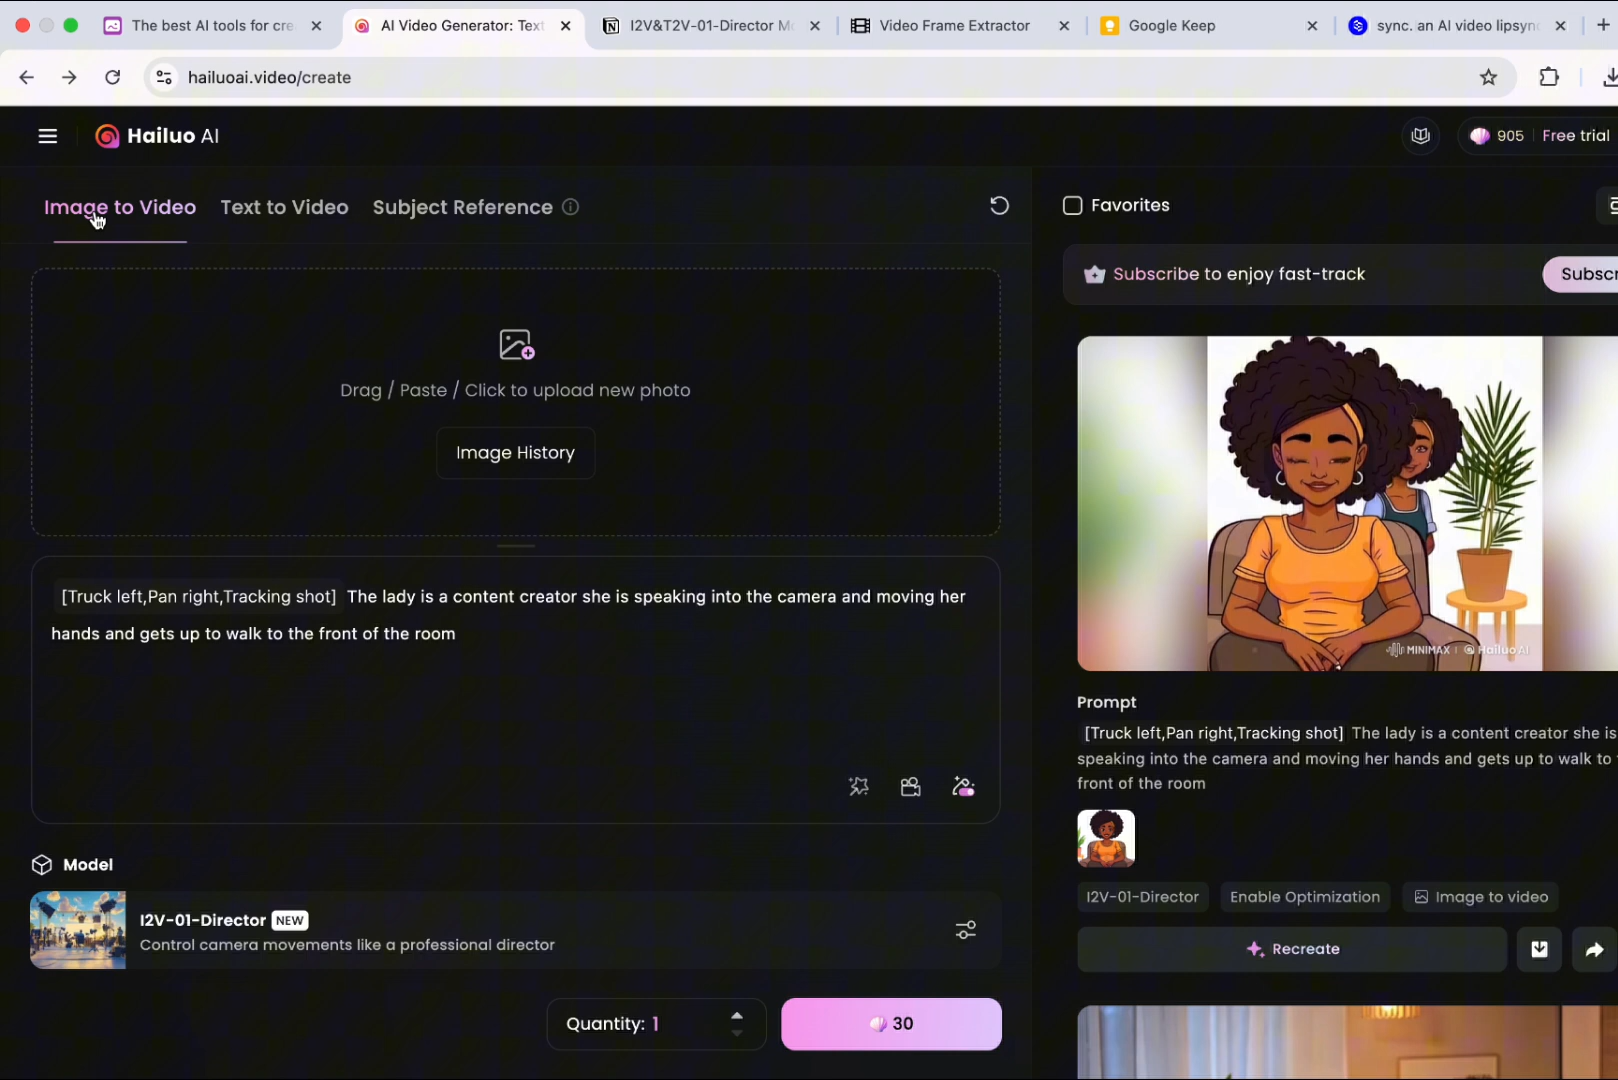 The best AI tools for cre
AI Video Generator: Text
I2V&T2V-01-Director Mo
Video Frame Extractor
Google Keep
sync. an AI video lipsync
hailuoai.video/create
Hailuo AI
905
Free trial
Image to Video
Text to Video
Subject Reference
Favorites
Subscribe to enjoy fast-track
Subscr
Drag / Paste / Click to upload new photo
Image History
MINIMAX | Hailuo AI
[Truck left,Pan right,Tracking shot] The lady is a content creator she is speaking into the camera and moving her
hands and gets up to walk to the front of the room
Prompt
[Truck left,Pan right,Tracking shot] The lady is a content creator she is
speaking into the camera and moving her hands and gets up to walk to
front of the room
Model
I2V-01-Director NEW
Control camera movements like a professional director
I2V-01-Director
Enable Optimization
Image to video
Recreate
Quantity: 1
30